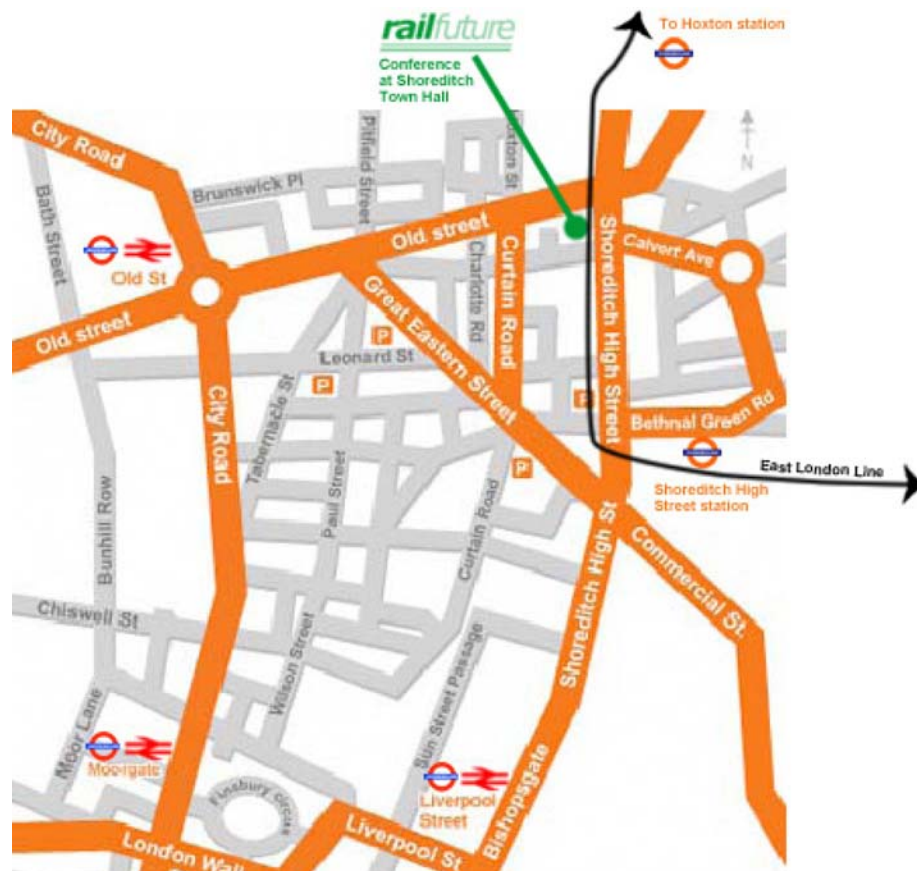 railfuture
Conference
at Shoreditch
Town Hall
To Hoxton station
N
City Road
Bath Street
Brunswick Pl
Pitfield Street
Hoxton St
Old street
Old St
Old street
Charlotte Rd
Curtain Road
Shoreditch High Street
Calvert Ave
Great Eastern Street
P
Leonard St
P
P
Tabernacle St
City Road
Bethnal Green Rd
East London Line
Shoreditch High
Street station
P
Paul Street
Curtain Road
Bunhill Row
Shoreditch High St
Commercial St.
Chiswell St
Wilson Street
Sun Street Passage
Moor Lane
Moorgate
Finsbury circus
Liverpool
Street
Bishopsgate
Liverpool St
London Wall